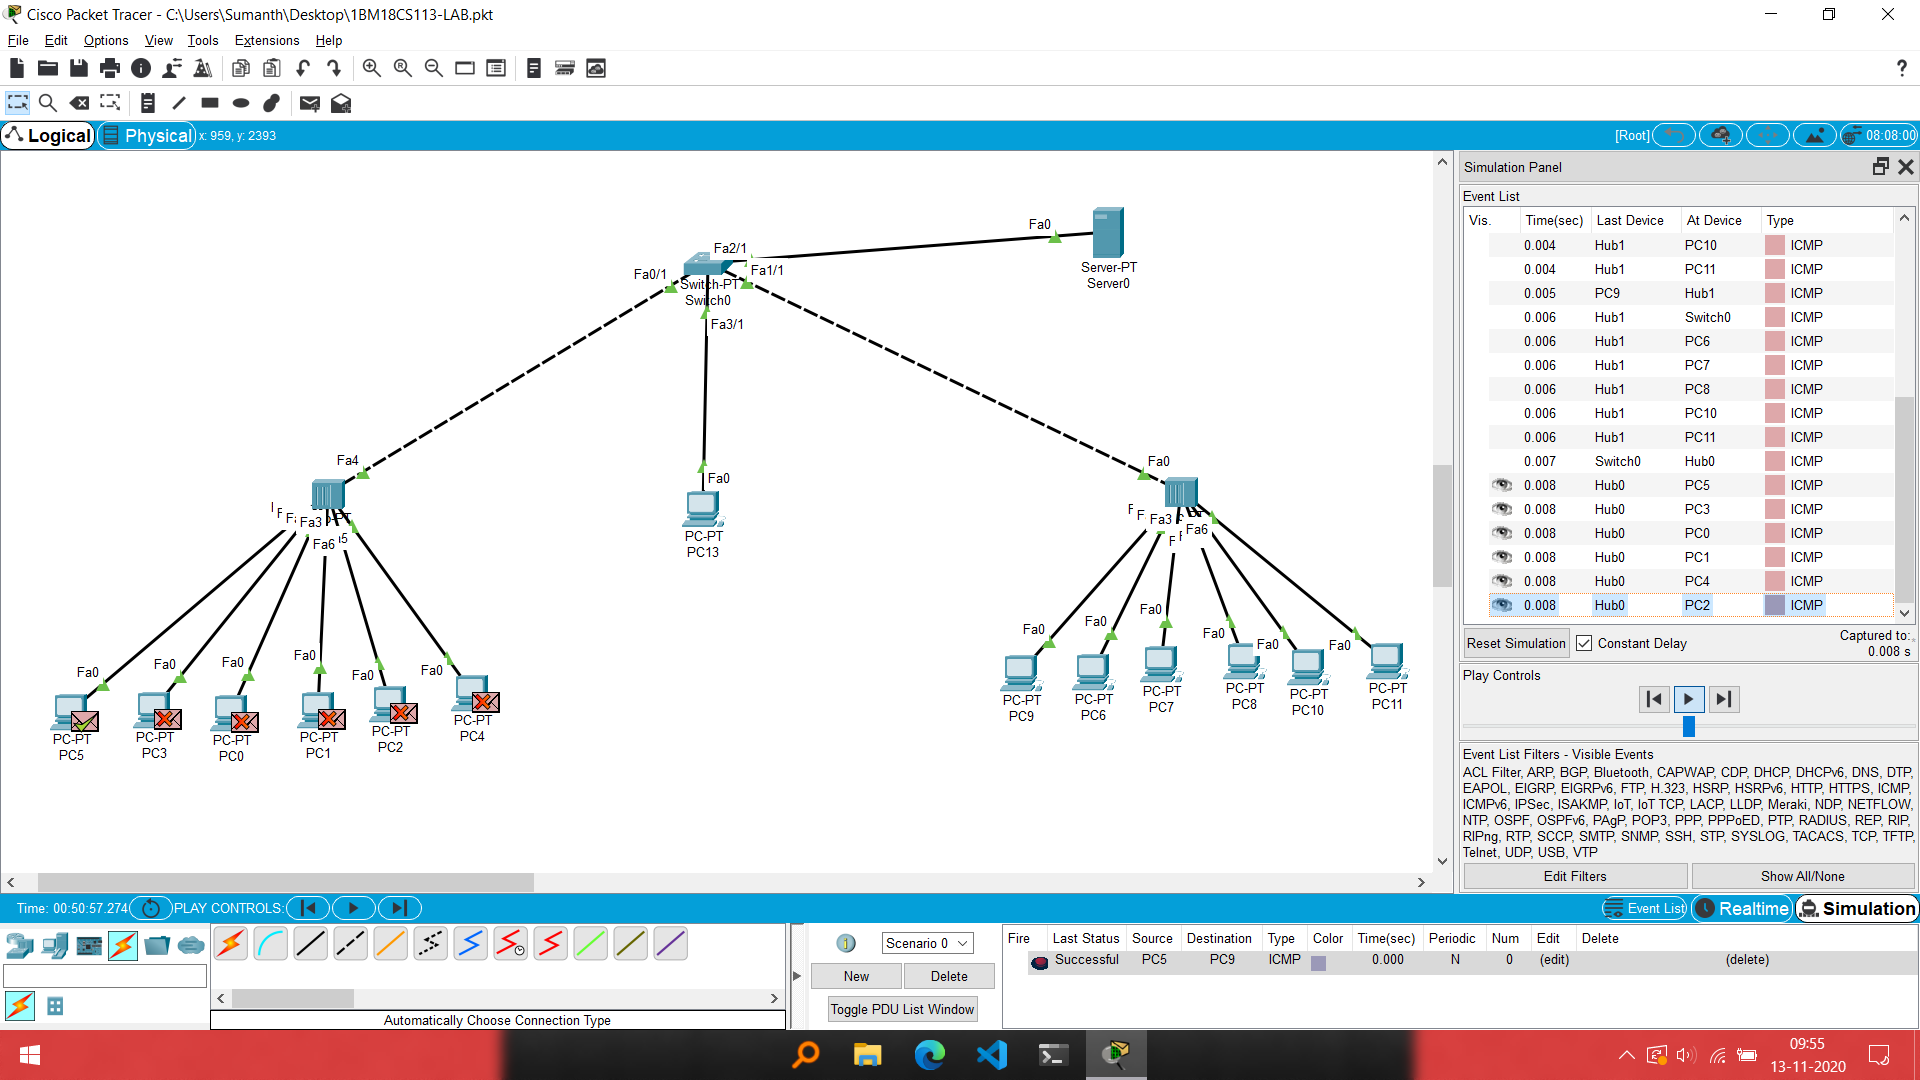 Cisco Packet Tracer - C:\Users\Sumanth\Desktop\1BM18CS113-LAB.pkt
File Edit Options View Tools Extensions Help
?
Logical Physical x: 959, y: 2393 [Root] 08:08:00
Simulation Panel
Event List
Vis. Time(sec) Last Device At Device Type
0.004 Hub1 PC10 ICMP
0.004 Hub1 PC11 ICMP
0.005 PC9 Hub1 ICMP
0.006 Hub1 Switch0 ICMP
0.006 Hub1 PC6 ICMP
0.006 Hub1 PC7 ICMP
0.006 Hub1 PC8 ICMP
0.006 Hub1 PC10 ICMP
0.006 Hub1 PC11 ICMP
0.007 Switch0 Hub0 ICMP
0.008 Hub0 PC5 ICMP
0.008 Hub0 PC3 ICMP
0.008 Hub0 PC0 ICMP
0.008 Hub0 PC1 ICMP
0.008 Hub0 PC4 ICMP
0.008 Hub0 PC2 ICMP
Reset Simulation Constant Delay Captured to:
0.008 s
Play Controls
Event List Filters - Visible Events
ACL Filter, ARP, BGP, Bluetooth, CAPWAP, CDP, DHCP, DHCPv6, DNS, DTP,
EAPOL, EIGRP, EIGRPv6, FTP, H.323, HSRP, HSRPv6, HTTP, HTTPS, ICMP,
ICMPv6, IPSec, ISAKMP, IoT, IoT TCP, LACP, LLDP, Meraki, NDP, NETFLOW,
NTP, OSPF, OSPFv6, PAgP, POP3, PPP, PPPoED, PTP, RADIUS, REP, RIP,
RIPng, RTP, SCCP, SMTP, SNMP, SSH, STP, SYSLOG, TACACS, TCP, TFTP,
Telnet, UDP, USB, VTP
Edit Filters Show All/None
Fa0
Server-PT
Server0
Fa2/1
Fa0/1 Fa1/1
Switch-PT
Switch0
Fa3/1
Fa4
Fa3
Fa6
Fa0
PC-PT
PC13
Fa0
Fa3
Fa6
Fa0 Fa0 Fa0 Fa0 Fa0 Fa0
PC-PT PC-PT PC-PT PC-PT PC-PT PC-PT
PC5 PC3 PC0 PC1 PC2 PC4
Fa0 Fa0 Fa0 Fa0 Fa0 Fa0
PC-PT PC-PT PC-PT PC-PT PC-PT PC-PT
PC9 PC6 PC7 PC8 PC10 PC11
Time: 00:50:57.274 PLAY CONTROLS: Event List Realtime Simulation
Automatically Choose Connection Type
1 Scenario 0
New Delete
Toggle PDU List Window
Fire Last Status Source Destination Type Color Time(sec) Periodic Num Edit Delete
Successful PC5 PC9 ICMP 0.000 N 0 (edit) (delete)
09:55
13-11-2020